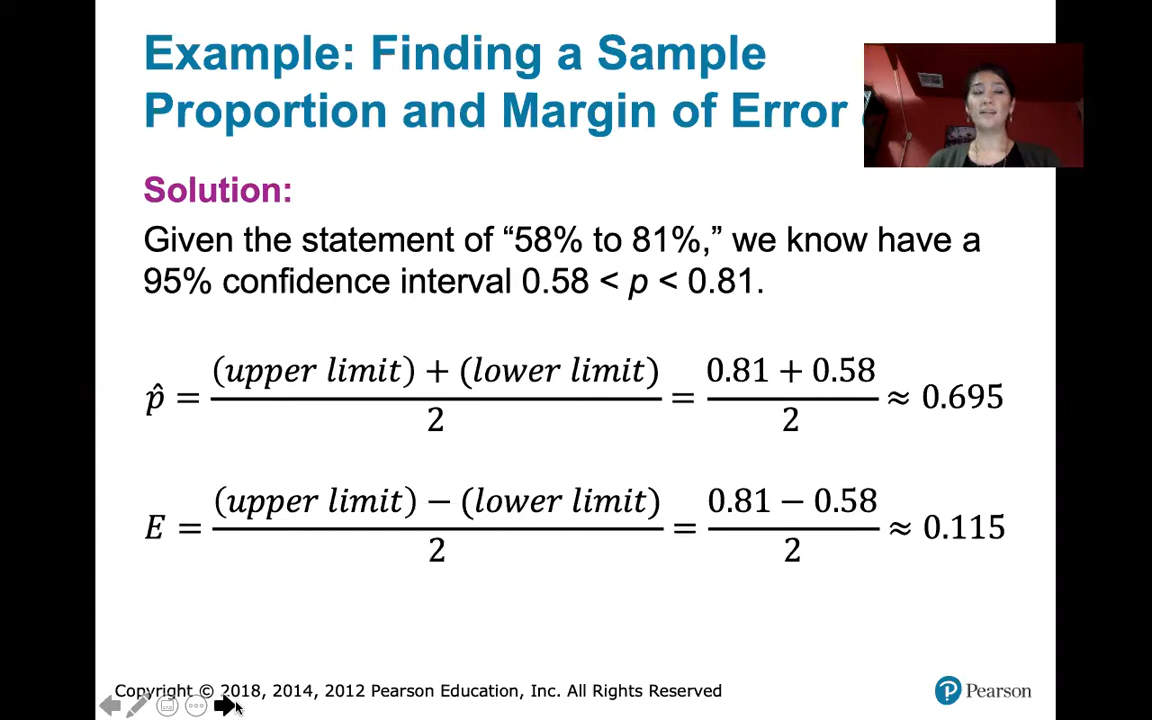 Example: Finding a Sample
Proportion and Margin of Error
Solution:
Given the statement of “58% to 81%,” we know have a
95% confidence interval 0.58 < p < 0.81.
p̂ = (upper limit) + (lower limit) / 2 = 0.81 + 0.58 / 2 ≈ 0.695
E = (upper limit) − (lower limit) / 2 = 0.81 − 0.58 / 2 ≈ 0.115
Copyright © 2018, 2014, 2012 Pearson Education, Inc. All Rights Reserved
Pearson